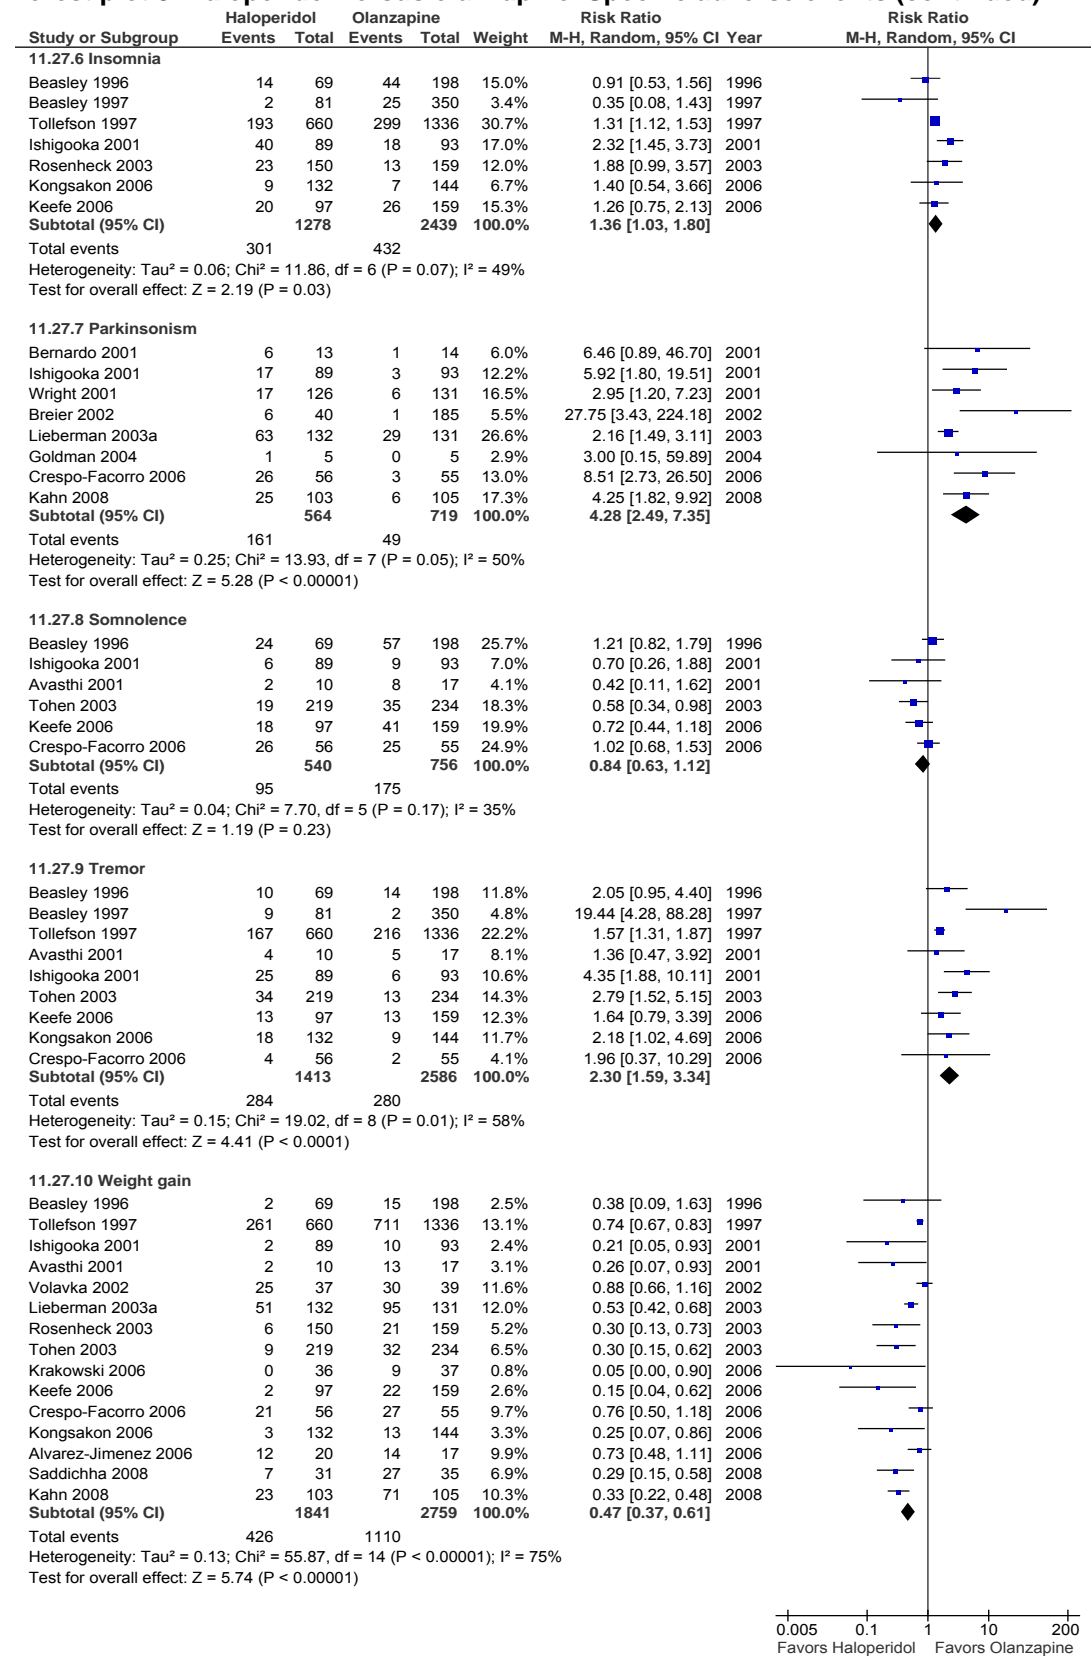 Haloperidol Olanzapine Risk Ratio Risk Ratio
Study or Subgroup Events Total Events Total Weight M-H, Random, 95% CI Year M-H, Random, 95% CI
11.27.6 Insomnia
Beasley 1996 14 69 44 198 15.0% 0.91 [0.53, 1.56] 1996
Beasley 1997 2 81 25 350 3.4% 0.35 [0.08, 1.43] 1997
Tollefson 1997 193 660 299 1336 30.7% 1.31 [1.12, 1.53] 1997
Ishigooka 2001 40 89 18 93 17.0% 2.32 [1.45, 3.73] 2001
Rosenheck 2003 23 150 13 159 12.0% 1.88 [0.99, 3.57] 2003
Kongsakon 2006 9 132 7 144 6.7% 1.40 [0.54, 3.66] 2006
Keefe 2006 20 97 26 159 15.3% 1.26 [0.75, 2.13] 2006
Subtotal (95% CI) 1278 2439 100.0% 1.36 [1.03, 1.80]
Total events 301 432
Heterogeneity: Tau² = 0.06; Chi² = 11.86, df = 6 (P = 0.07); I² = 49%
Test for overall effect: Z = 2.19 (P = 0.03)
11.27.7 Parkinsonism
Bernardo 2001 6 13 1 14 6.0% 6.46 [0.89, 46.70] 2001
Ishigooka 2001 17 89 3 93 12.2% 5.92 [1.80, 19.51] 2001
Wright 2001 17 126 6 131 16.5% 2.95 [1.20, 7.23] 2001
Breier 2002 6 40 1 185 5.5% 27.75 [3.43, 224.18] 2002
Lieberman 2003a 63 132 29 131 26.6% 2.16 [1.49, 3.11] 2003
Goldman 2004 1 5 0 5 2.9% 3.00 [0.15, 59.89] 2004
Crespo-Facorro 2006 26 56 3 55 13.0% 8.51 [2.73, 26.50] 2006
Kahn 2008 25 103 6 105 17.3% 4.25 [1.82, 9.92] 2008
Subtotal (95% CI) 564 719 100.0% 4.28 [2.49, 7.35]
Total events 161 49
Heterogeneity: Tau² = 0.25; Chi² = 13.93, df = 7 (P = 0.05); I² = 50%
Test for overall effect: Z = 5.28 (P < 0.00001)
11.27.8 Somnolence
Beasley 1996 24 69 57 198 25.7% 1.21 [0.82, 1.79] 1996
Ishigooka 2001 6 89 9 93 7.0% 0.70 [0.26, 1.88] 2001
Avasthi 2001 2 10 8 17 4.1% 0.42 [0.11, 1.62] 2001
Tohen 2003 19 219 35 234 18.3% 0.58 [0.34, 0.98] 2003
Keefe 2006 18 97 41 159 19.9% 0.72 [0.44, 1.18] 2006
Crespo-Facorro 2006 26 56 25 55 24.9% 1.02 [0.68, 1.53] 2006
Subtotal (95% CI) 540 756 100.0% 0.84 [0.63, 1.12]
Total events 95 175
Heterogeneity: Tau² = 0.04; Chi² = 7.70, df = 5 (P = 0.17); I² = 35%
Test for overall effect: Z = 1.19 (P = 0.23)
11.27.9 Tremor
Beasley 1996 10 69 14 198 11.8% 2.05 [0.95, 4.40] 1996
Beasley 1997 9 81 2 350 4.8% 19.44 [4.28, 88.28] 1997
Tollefson 1997 167 660 216 1336 22.2% 1.57 [1.31, 1.87] 1997
Avasthi 2001 4 10 5 17 8.1% 1.36 [0.47, 3.92] 2001
Ishigooka 2001 25 89 6 93 10.6% 4.35 [1.88, 10.11] 2001
Tohen 2003 34 219 13 234 14.3% 2.79 [1.52, 5.15] 2003
Keefe 2006 13 97 13 159 12.3% 1.64 [0.79, 3.39] 2006
Kongsakon 2006 18 132 9 144 11.7% 2.18 [1.02, 4.69] 2006
Crespo-Facorro 2006 4 56 2 55 4.1% 1.96 [0.37, 10.29] 2006
Subtotal (95% CI) 1413 2586 100.0% 2.30 [1.59, 3.34]
Total events 284 280
Heterogeneity: Tau² = 0.15; Chi² = 19.02, df = 8 (P = 0.01); I² = 58%
Test for overall effect: Z = 4.41 (P < 0.0001)
11.27.10 Weight gain
Beasley 1996 2 69 15 198 2.5% 0.38 [0.09, 1.63] 1996
Tollefson 1997 261 660 711 1336 13.1% 0.74 [0.67, 0.83] 1997
Ishigooka 2001 2 89 10 93 2.4% 0.21 [0.05, 0.93] 2001
Avasthi 2001 2 10 13 17 3.1% 0.26 [0.07, 0.93] 2001
Volavka 2002 25 37 30 39 11.6% 0.88 [0.66, 1.16] 2002
Lieberman 2003a 51 132 95 131 12.0% 0.53 [0.42, 0.68] 2003
Rosenheck 2003 6 150 21 159 5.2% 0.30 [0.13, 0.73] 2003
Tohen 2003 9 219 32 234 6.5% 0.30 [0.15, 0.62] 2003
Krakowski 2006 0 36 9 37 0.8% 0.05 [0.00, 0.90] 2006
Keefe 2006 2 97 22 159 2.6% 0.15 [0.04, 0.62] 2006
Crespo-Facorro 2006 21 56 27 55 9.7% 0.76 [0.50, 1.18] 2006
Kongsakon 2006 3 132 13 144 3.3% 0.25 [0.07, 0.86] 2006
Alvarez-Jimenez 2006 12 20 14 17 9.9% 0.73 [0.48, 1.11] 2006
Saddichha 2008 7 31 27 35 6.9% 0.29 [0.15, 0.58] 2008
Kahn 2008 23 103 71 105 10.3% 0.33 [0.22, 0.48] 2008
Subtotal (95% CI) 1841 2759 100.0% 0.47 [0.37, 0.61]
Total events 426 1110
Heterogeneity: Tau² = 0.13; Chi² = 55.87, df = 14 (P < 0.00001); I² = 75%
Test for overall effect: Z = 5.74 (P < 0.00001)
0.005 0.1 1 10 200
Favors Haloperidol Favors Olanzapine